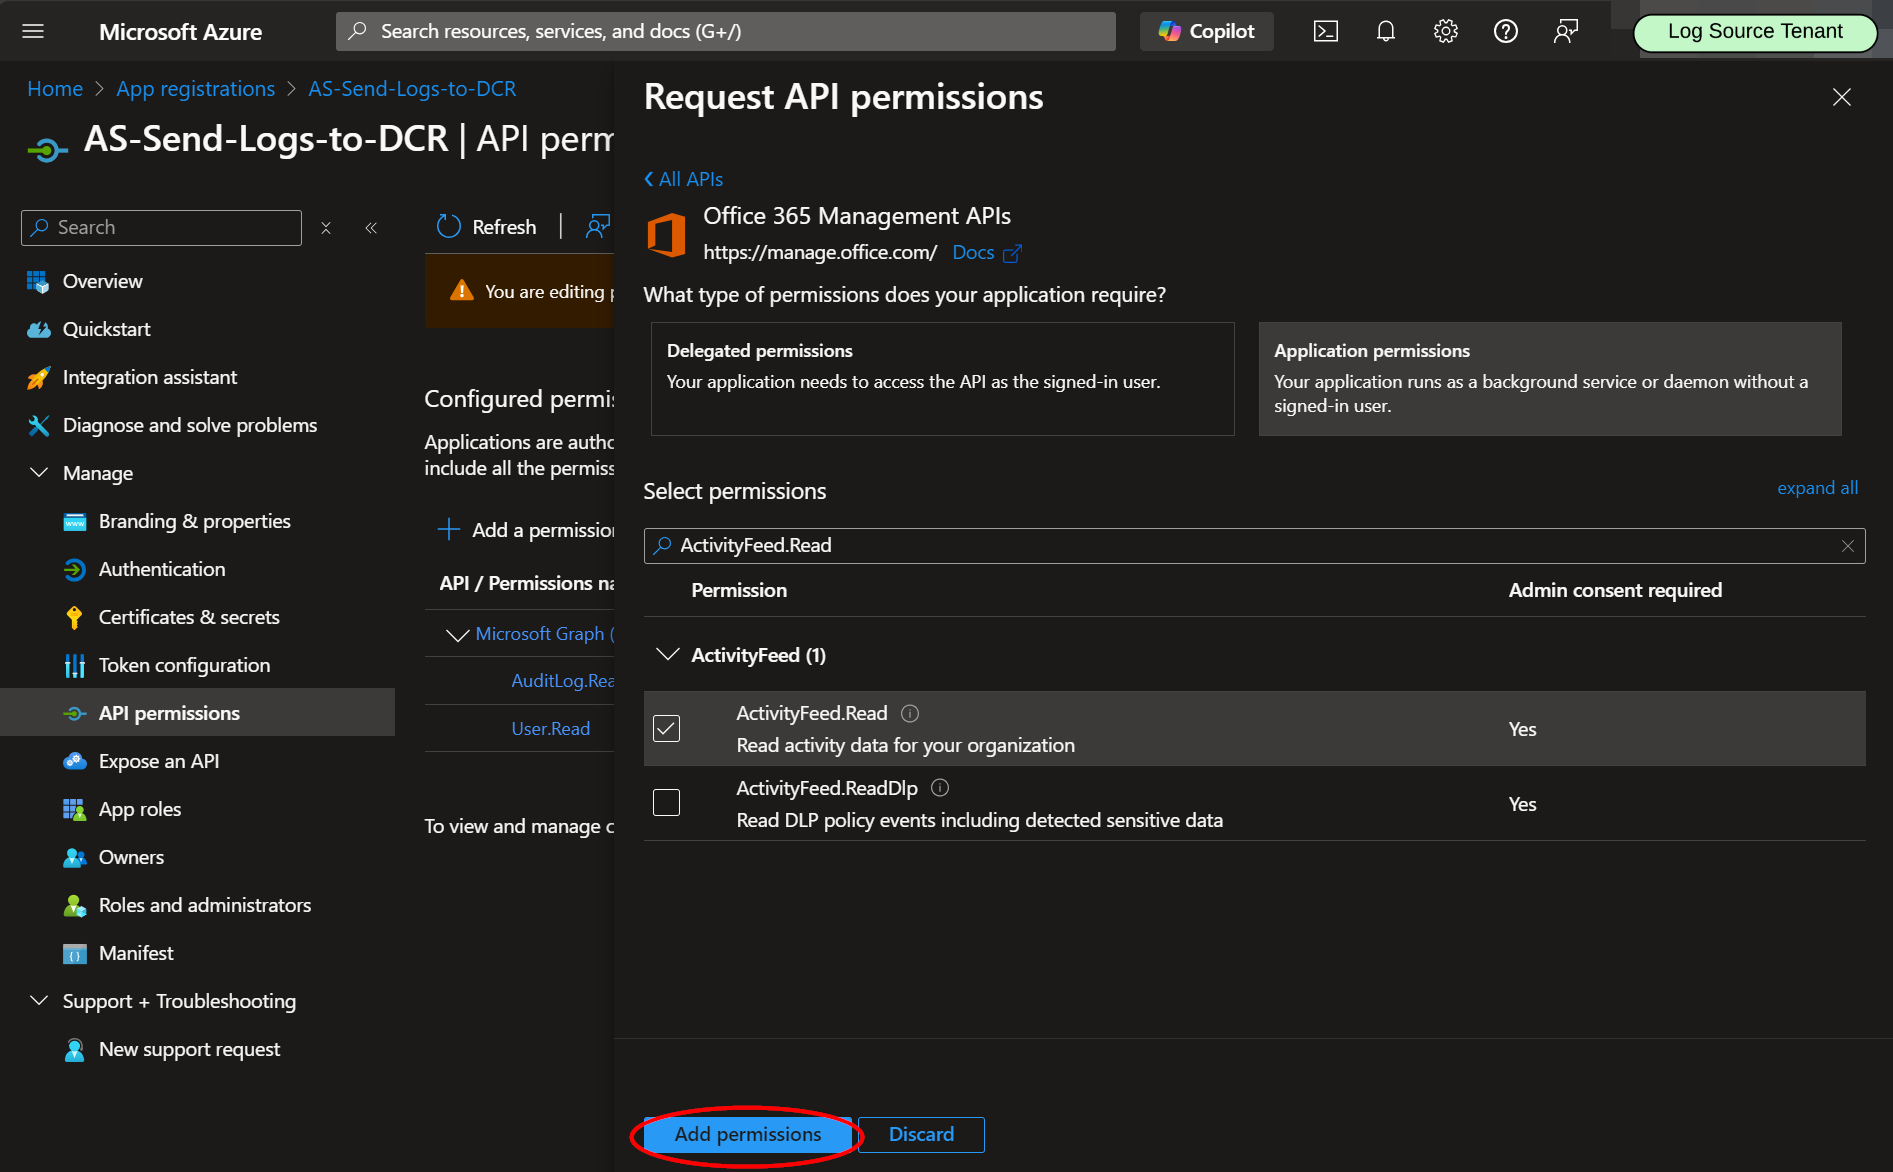 Microsoft Azure
Search resources, services, and docs (G+/)
Copilot
Log Source Tenant
Home > App registrations > AS-Send-Logs-to-DCR
AS-Send-Logs-to-DCR | API perm
Search
Overview
Quickstart
Integration assistant
Diagnose and solve problems
Manage
Branding & properties
Authentication
Certificates & secrets
Token configuration
API permissions
Expose an API
App roles
Owners
Roles and administrators
Manifest
Support + Troubleshooting
New support request
Refresh
You are editing p
Configured permis
Applications are autho
include all the permiss
Add a permission
API / Permissions na
Microsoft Graph (
AuditLog.Rea
User.Read
To view and manage c
Request API permissions
All APIs
Office 365 Management APIs
https://manage.office.com/ Docs
What type of permissions does your application require?
Delegated permissions
Your application needs to access the API as the signed-in user.
Application permissions
Your application runs as a background service or daemon without a
signed-in user.
Select permissions
expand all
ActivityFeed.Read
Permission
Admin consent required
ActivityFeed (1)
ActivityFeed.Read
Read activity data for your organization
Yes
ActivityFeed.ReadDlp
Read DLP policy events including detected sensitive data
Yes
Add permissions
Discard